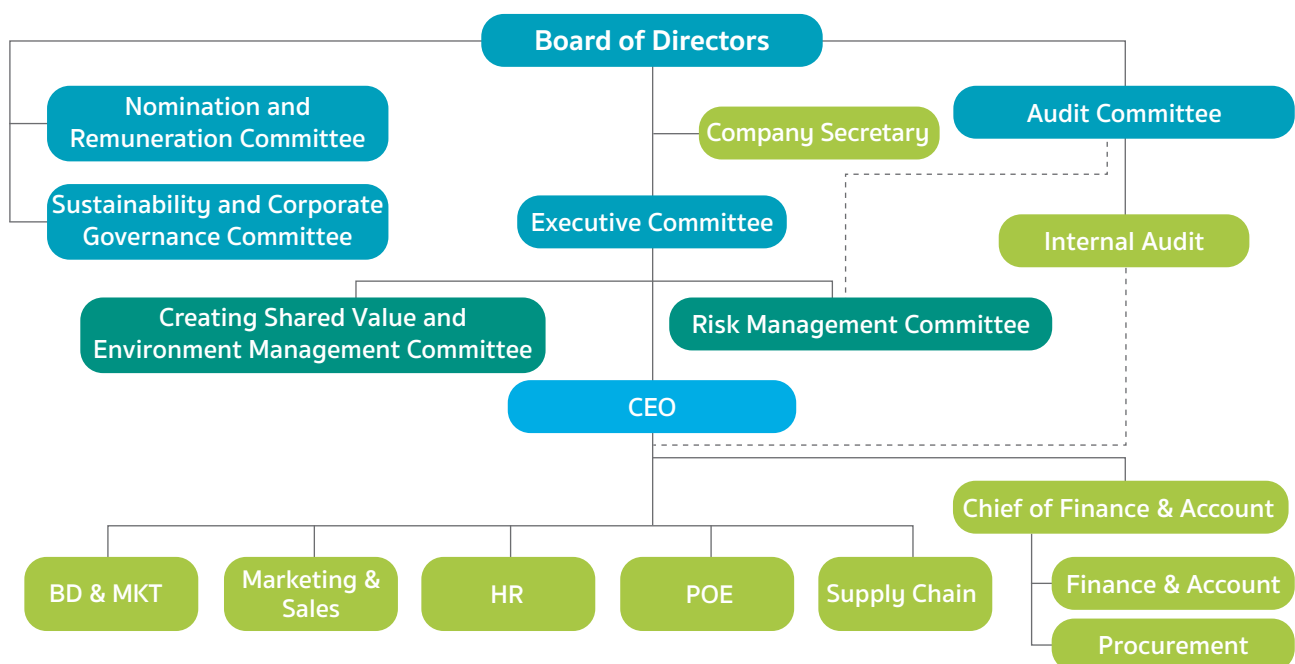 Board of Directors
Nomination and
Remuneration Committee
Audit Committee
Company Secretary
Sustainability and Corporate
Governance Committee
Executive Committee
Internal Audit
Creating Shared Value and
Environment Management Committee
Risk Management Committee
CEO
Chief of Finance & Account
BD & MKT
Marketing &
Sales
HR
POE
Supply Chain
Finance & Account
Procurement